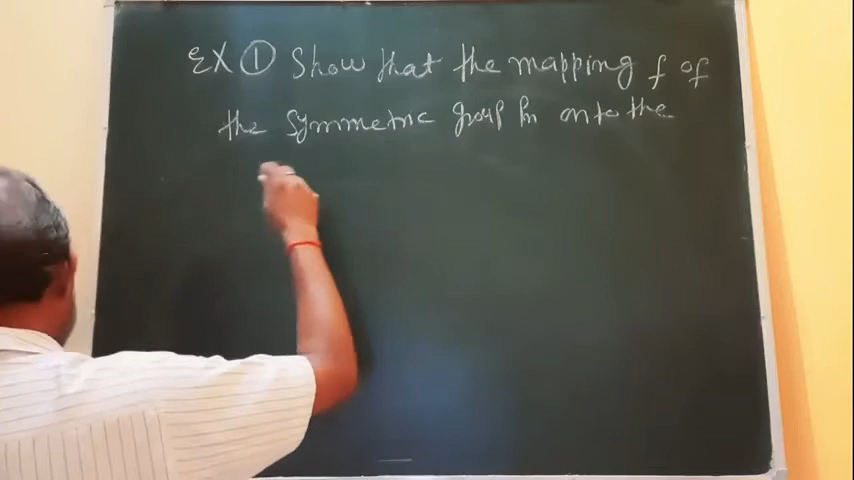 EX ① Show that the mapping f of
the symmetric group Pn onto the